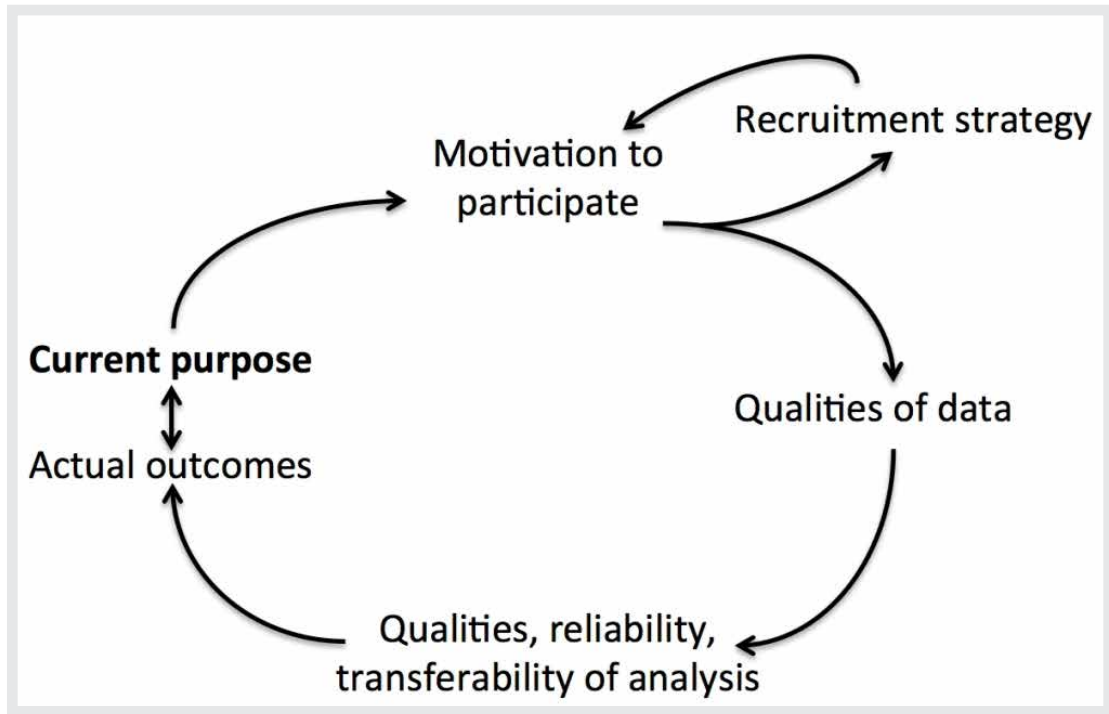 Recruitment strategy
Motivation to
participate
Current purpose
Qualities of data
Actual outcomes
Qualities, reliability,
transferability of analysis